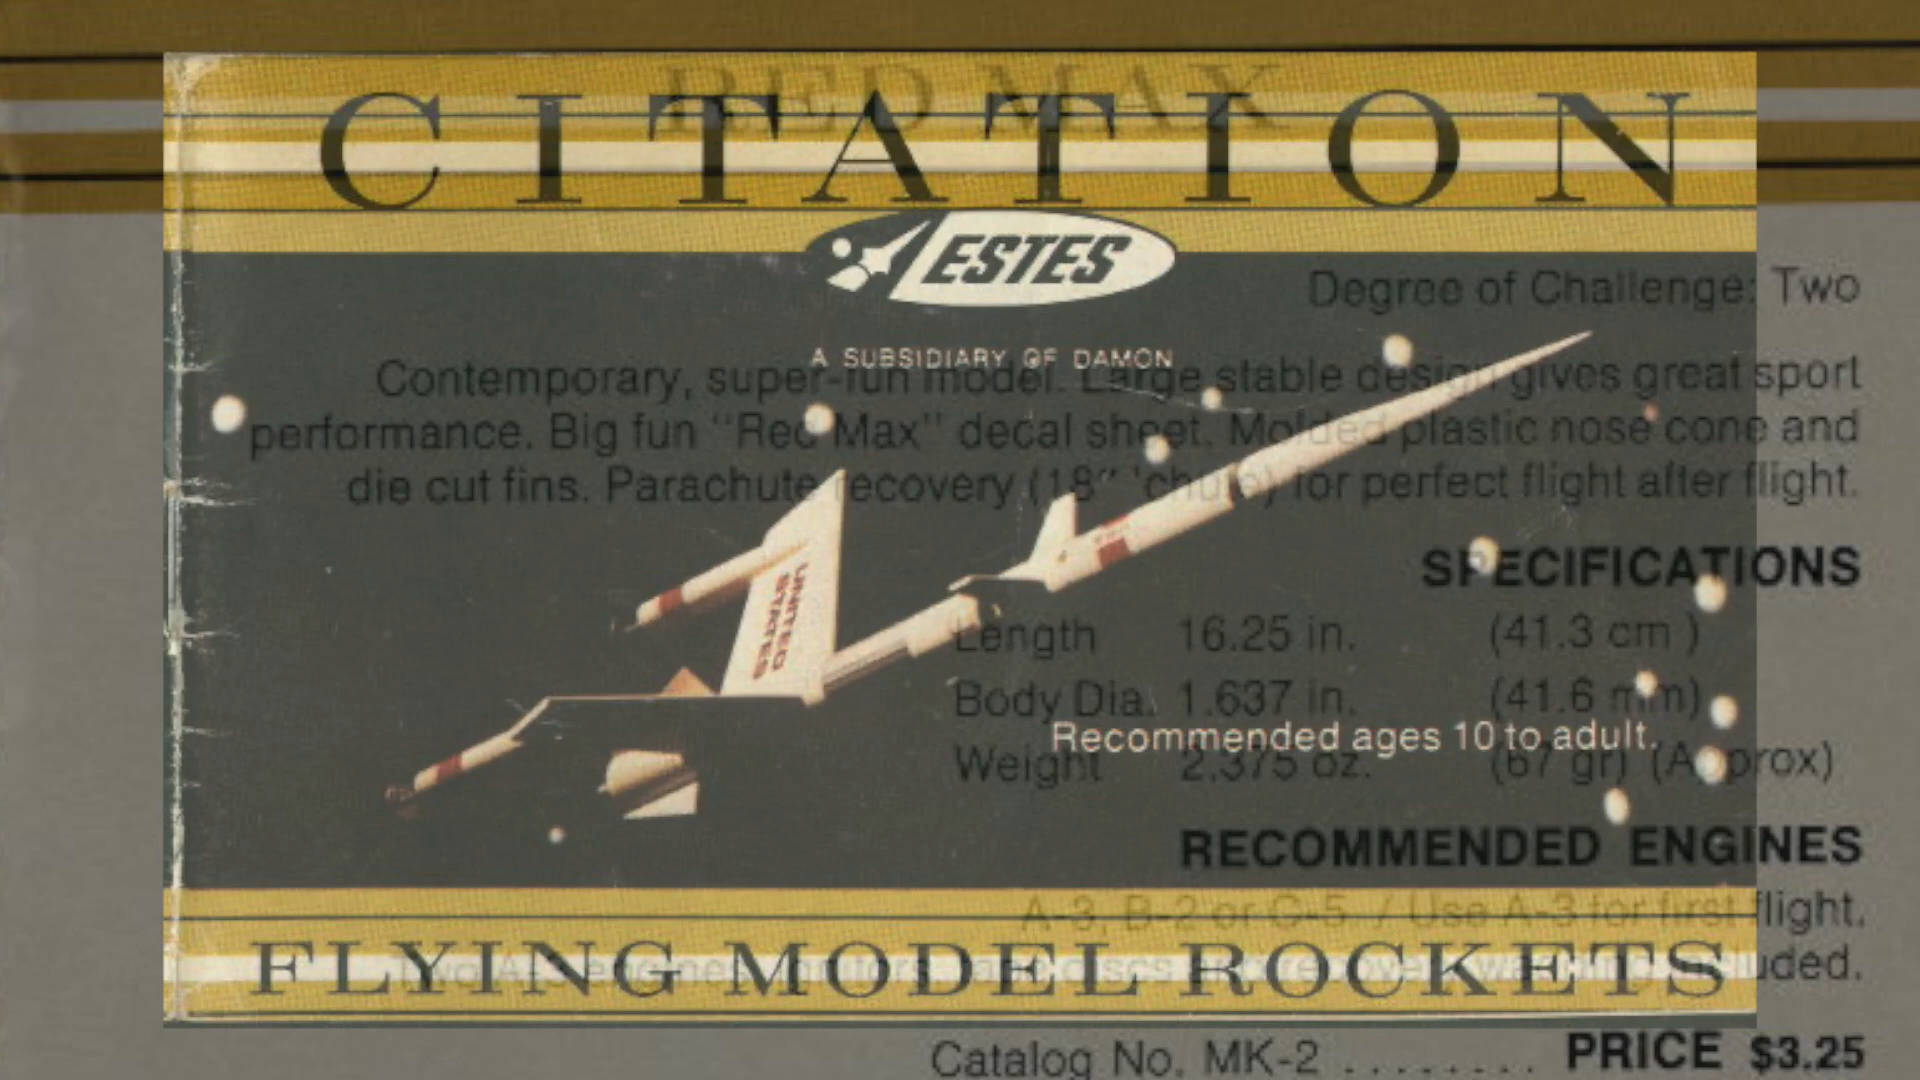 RED MAX
CITATION
ESTES
A SUBSIDIARY OF DAMON
Degree of Challenge: Two
Contemporary, super-fun model. Large stable design gives great sport
performance. Big fun "Red Max" decal sheet. Molded plastic nose cone and
die cut fins. Parachute recovery (18" 'chute) for perfect flight after flight.
UNITED
STATES
SPECIFICATIONS
Length 16.25 in. (41.3 cm )
Body Dia. 1.637 in. (41.6 mm)
Recommended ages 10 to adult.
Weight 2.375 oz. (67 gr) (Approx)
RECOMMENDED ENGINES
A-3, B-2 or C-5. / Use A-3 for first flight.
FLYING MODEL ROCKETS
Catalog No. MK-2 ........ PRICE $3.25